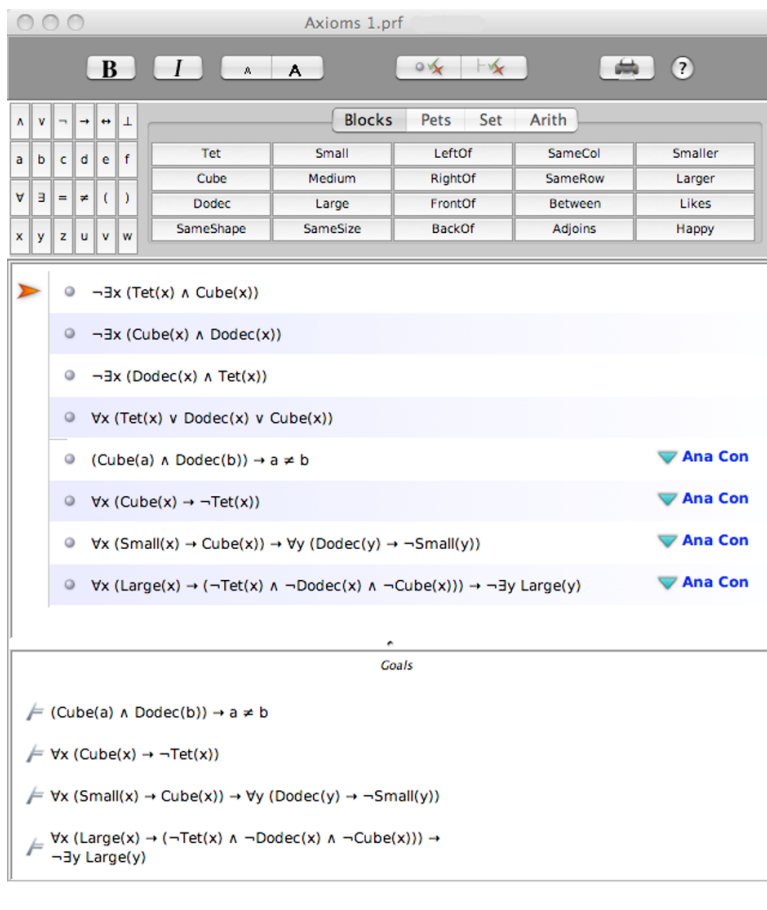 Axioms 1.prf
B I A A ?
∧ ∨ ¬ → ↔ ⊥
a b c d e f
∀ ∃ = ≠ ( )
x y z u v w
Blocks Pets Set Arith
Tet Small LeftOf SameCol Smaller
Cube Medium RightOf SameRow Larger
Dodec Large FrontOf Between Likes
SameShape SameSize BackOf Adjoins Happy
¬∃x (Tet(x) ∧ Cube(x))
¬∃x (Cube(x) ∧ Dodec(x))
¬∃x (Dodec(x) ∧ Tet(x))
∀x (Tet(x) ∨ Dodec(x) ∨ Cube(x))
(Cube(a) ∧ Dodec(b)) → a ≠ b Ana Con
∀x (Cube(x) → ¬Tet(x)) Ana Con
∀x (Small(x) → Cube(x)) → ∀y (Dodec(y) → ¬Small(y)) Ana Con
∀x (Large(x) → (¬Tet(x) ∧ ¬Dodec(x) ∧ ¬Cube(x))) → ¬∃y Large(y) Ana Con
Goals
(Cube(a) ∧ Dodec(b)) → a ≠ b
∀x (Cube(x) → ¬Tet(x))
∀x (Small(x) → Cube(x)) → ∀y (Dodec(y) → ¬Small(y))
∀x (Large(x) → (¬Tet(x) ∧ ¬Dodec(x) ∧ ¬Cube(x))) →
¬∃y Large(y)